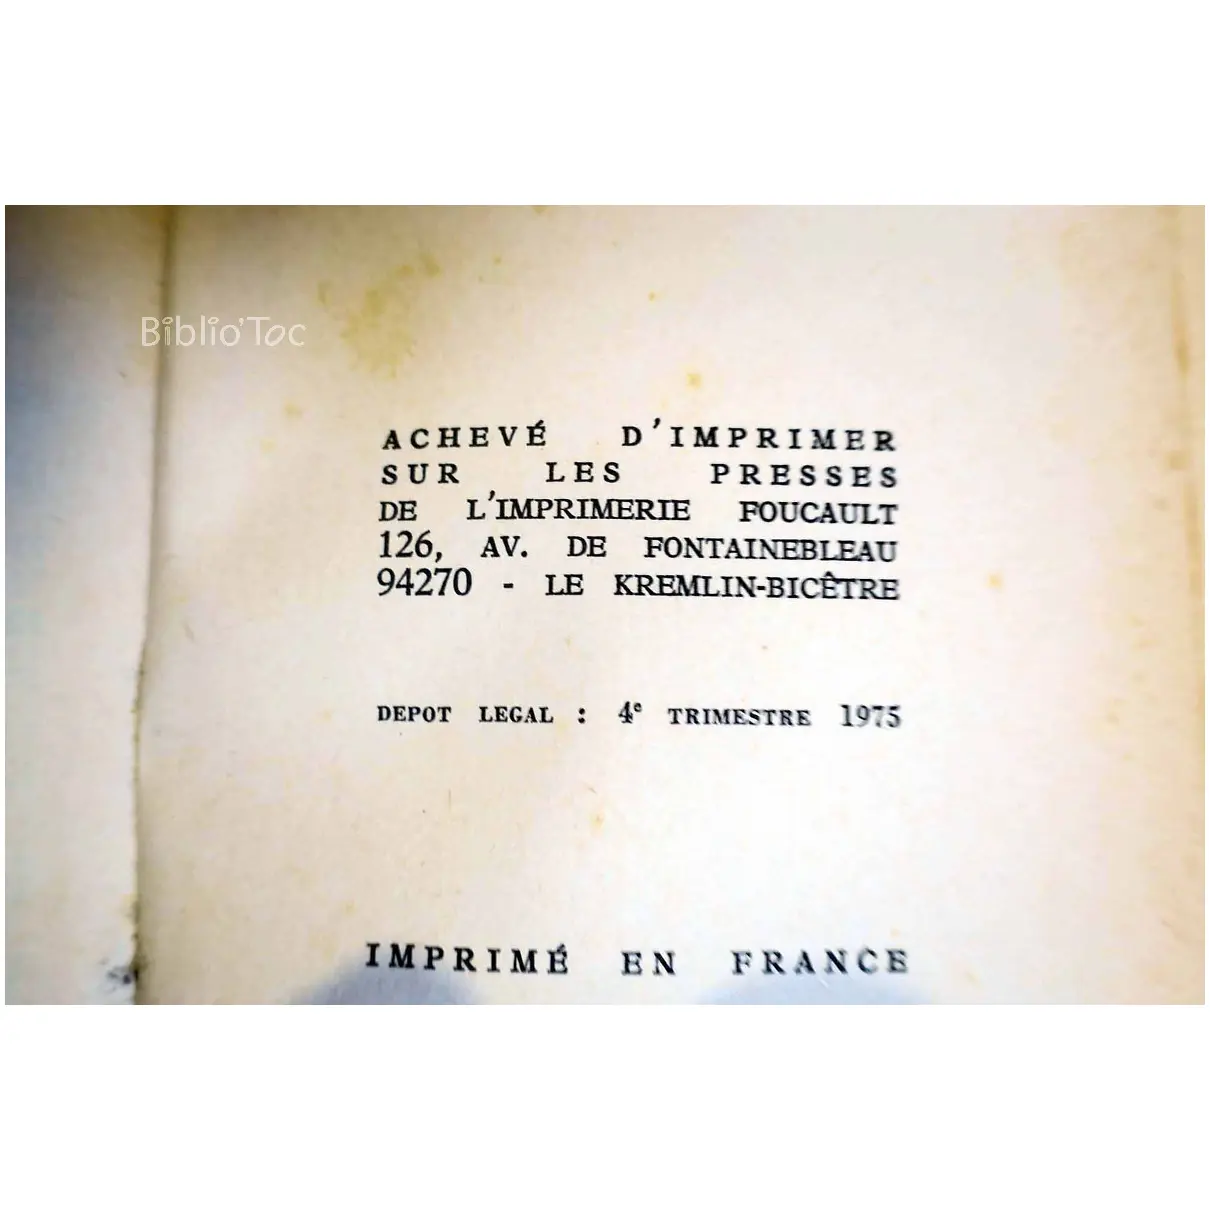 Biblio'Toc
ACHEVÉ D'IMPRIMER
SUR LES PRESSES
DE L'IMPRIMERIE FOUCAULT
126, AV. DE FONTAINEBLEAU
94270 - LE KREMLIN-BICÊTRE
DEPOT LEGAL : 4e TRIMESTRE 1975
IMPRIMÉ EN FRANCE